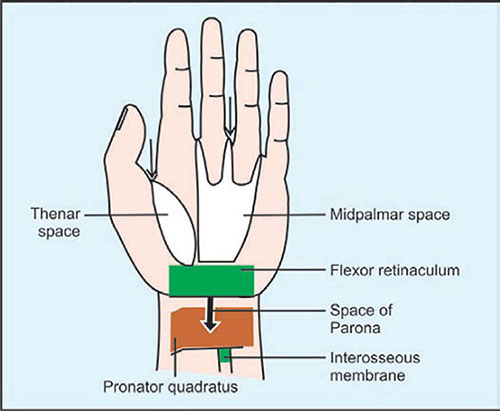 Thenar
space
Midpalmar space
Flexor retinaculum
Space of
Parona
Interosseous
membrane
Pronator quadratus